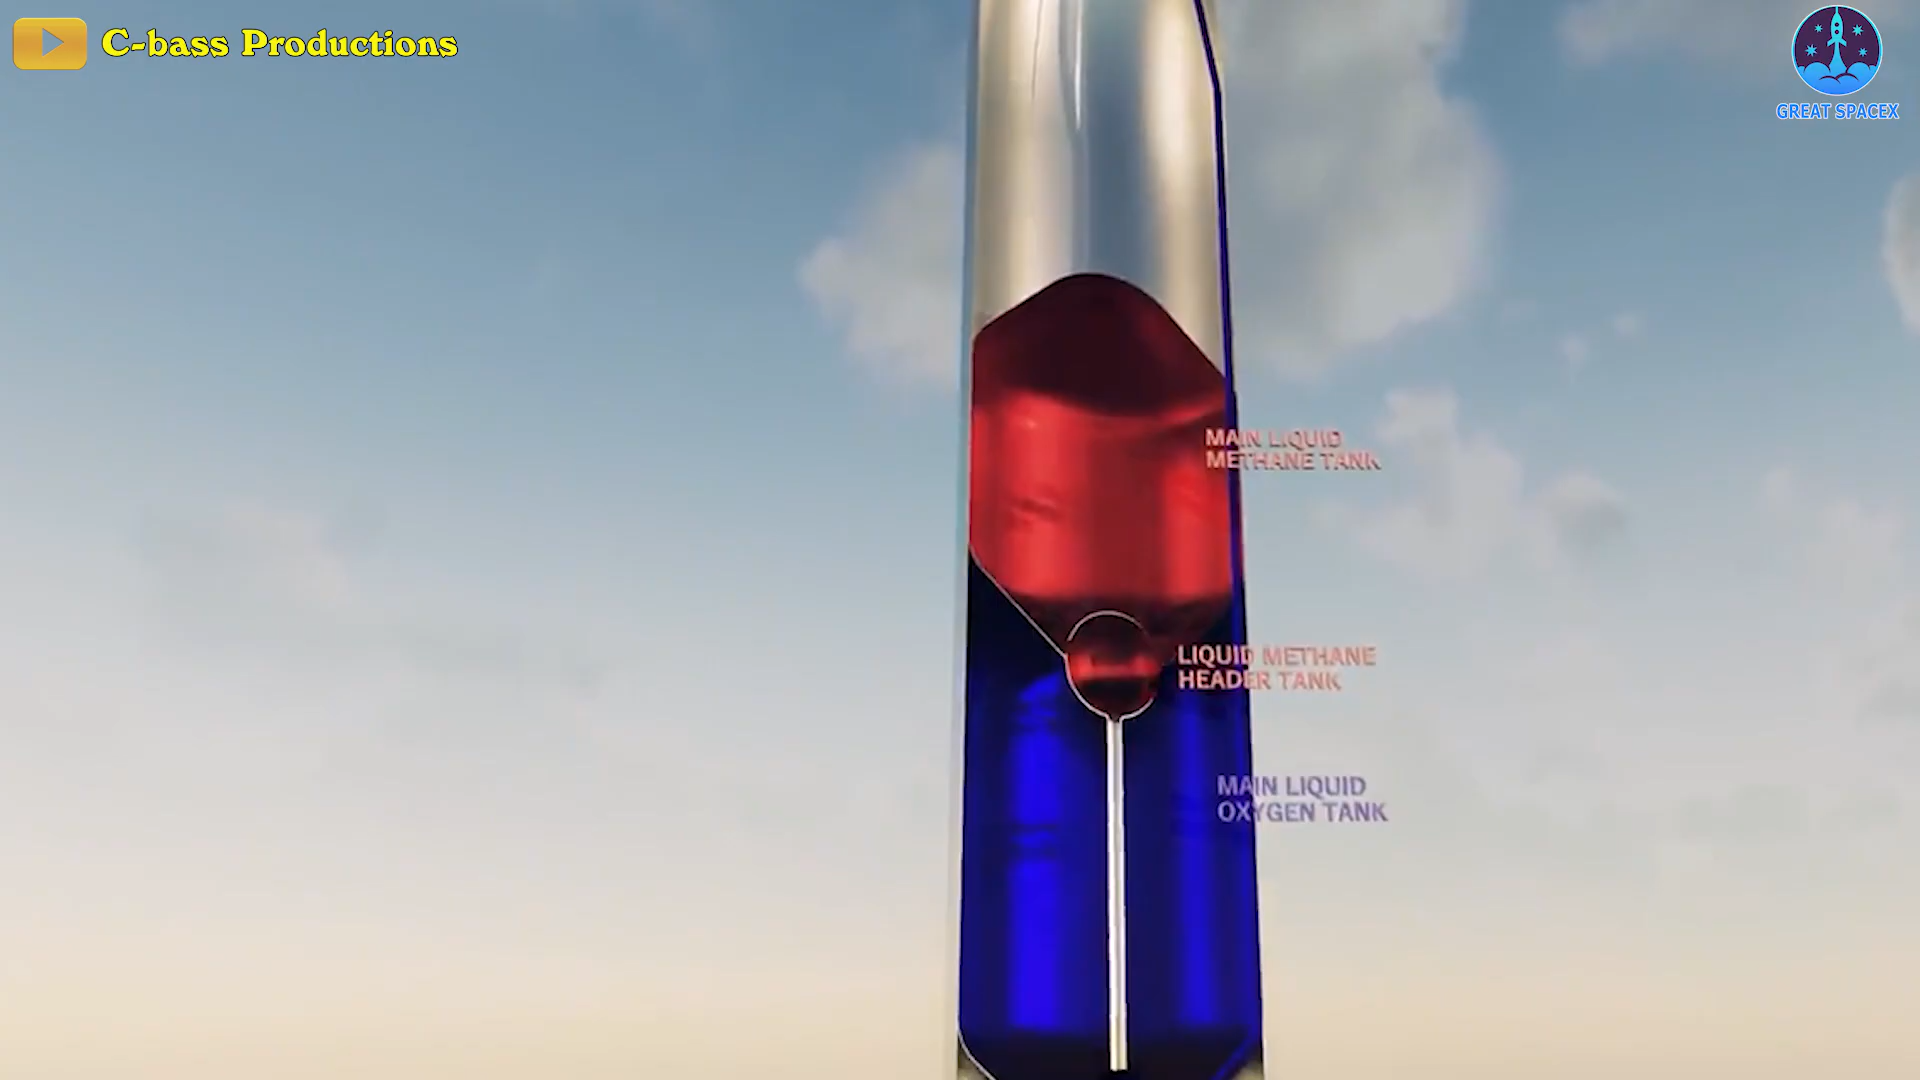 C-bass Productions
GREAT SPACEX
MAIN LIQUID
METHANE TANK
LIQUID METHANE
HEADER TANK
MAIN LIQUID
OXYGEN TANK